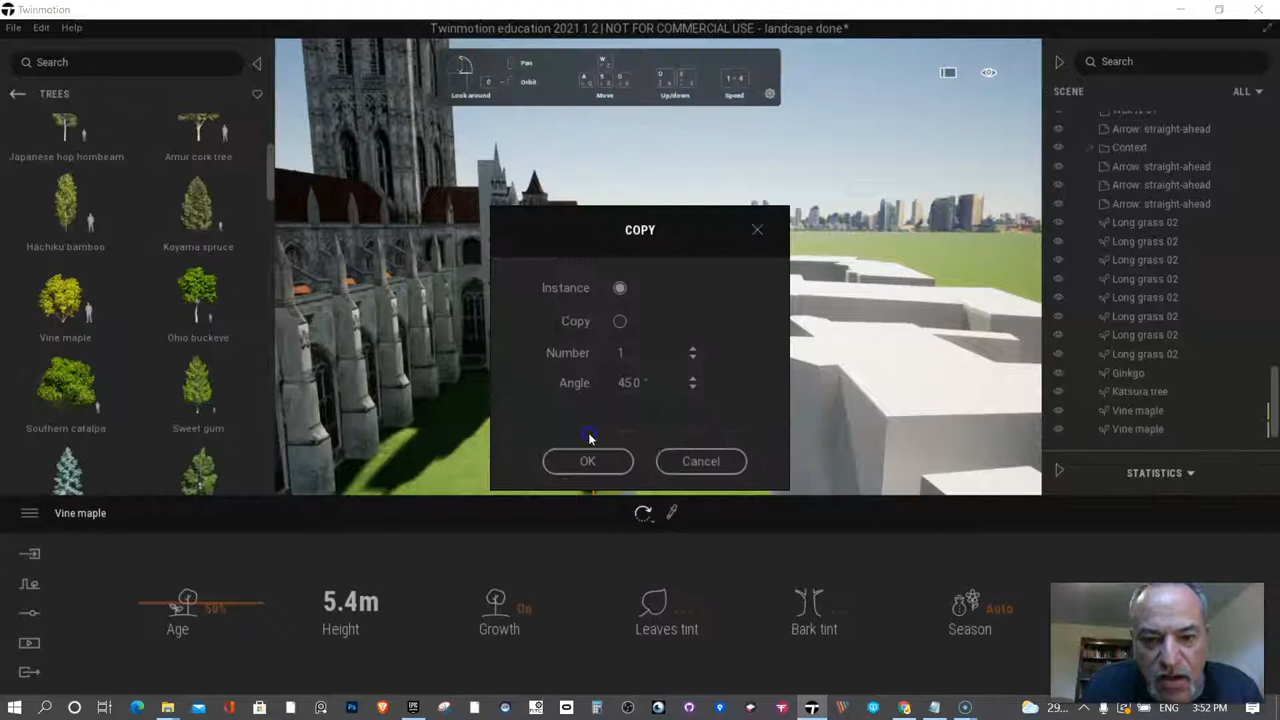 Twinmotion
File Edit Help
Twinmotion education 2021.1.2 | NOT FOR COMMERCIAL USE - landcape done*
Search
TREES
Japanese hop hornbeam
Amur cork tree
Hachiku bamboo
Koyama spruce
Vine maple
Ohio buckeye
Southern catalpa
Sweet gum
Look around
Pan
Orbit
Move
Up/down
1 - 4
Speed
COPY
Instance
Copy
Number 1
Angle 45.0 °
OK Cancel
Search
SCENE ALL
Arrow: straight-ahead
Context
Arrow: straight-ahead
Arrow: straight-ahead
Arrow: straight-ahead
Long grass 02
Long grass 02
Long grass 02
Long grass 02
Long grass 02
Long grass 02
Long grass 02
Long grass 02
Ginkgo
Katsura tree
Vine maple
Vine maple
STATISTICS
Vine maple
50%
Age
5.4m
Height
On
Growth
Leaves tint
Bark tint
Auto
Season
29...
ENG 3:52 PM